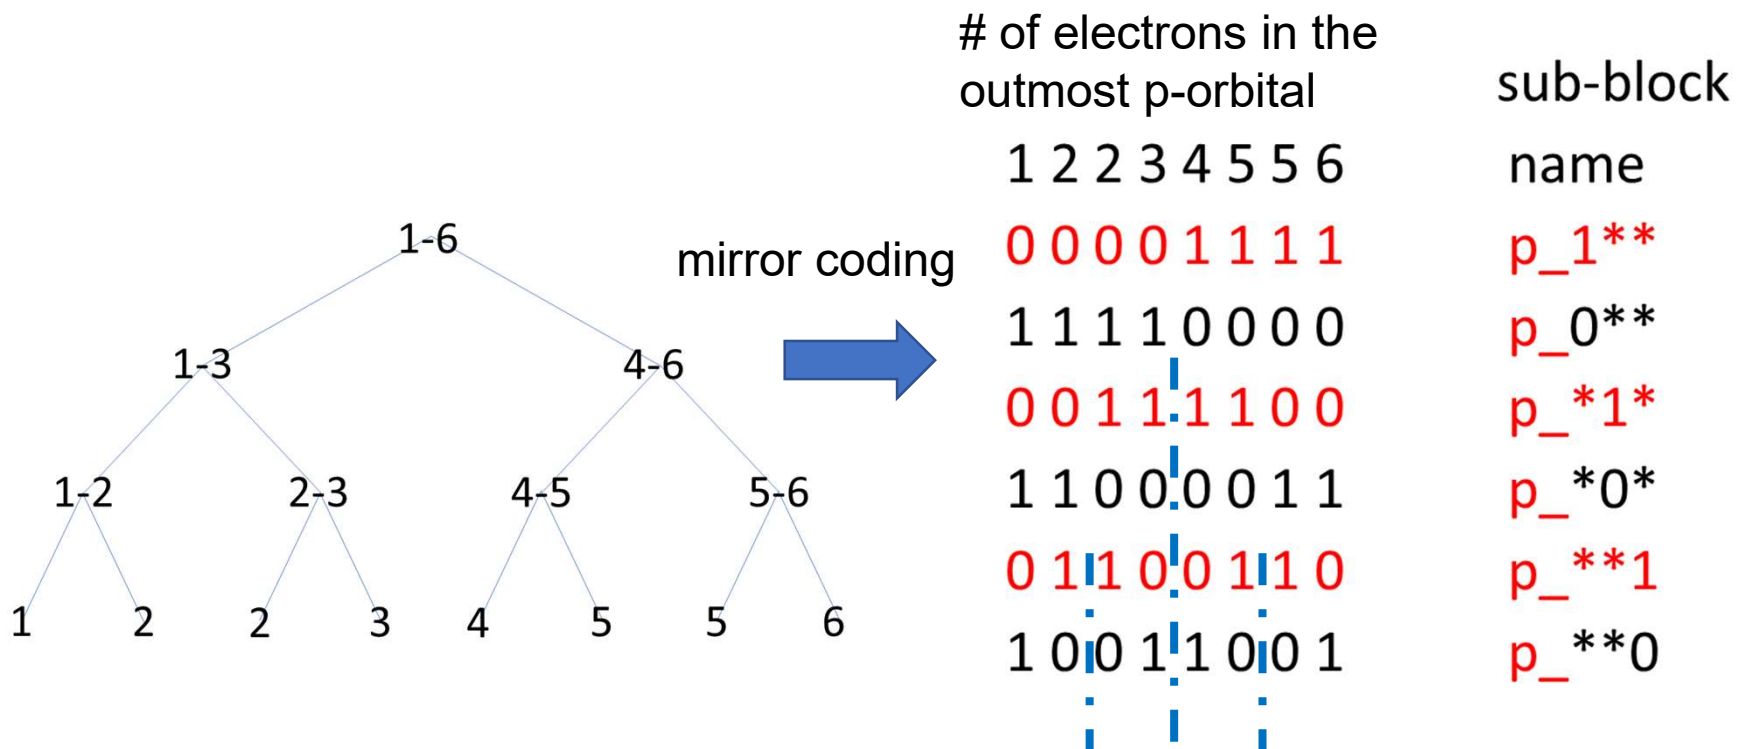 # of electrons in the
outmost p-orbital
sub-block
name
1 2 2 3 4 5 5 6
0 0 0 0 1 1 1 1 p_1**
1 1 1 1 0 0 0 0 p_0**
0 0 1 1 1 1 0 0 p_*1*
1 1 0 0 0 0 1 1 p_*0*
0 1 1 0 0 1 1 0 p_**1
1 0 0 1 1 0 0 1 p_**0
mirror coding
1-6
1-3 4-6
1-2 2-3 4-5 5-6
1 2 2 3 4 5 5 6